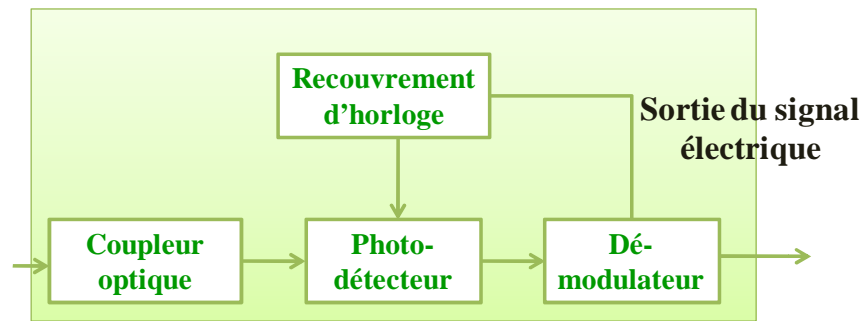 Recouvrement
d’horloge
Sortie du signal
électrique
Coupleur
optique
Photo-
détecteur
Dé-
modulateur